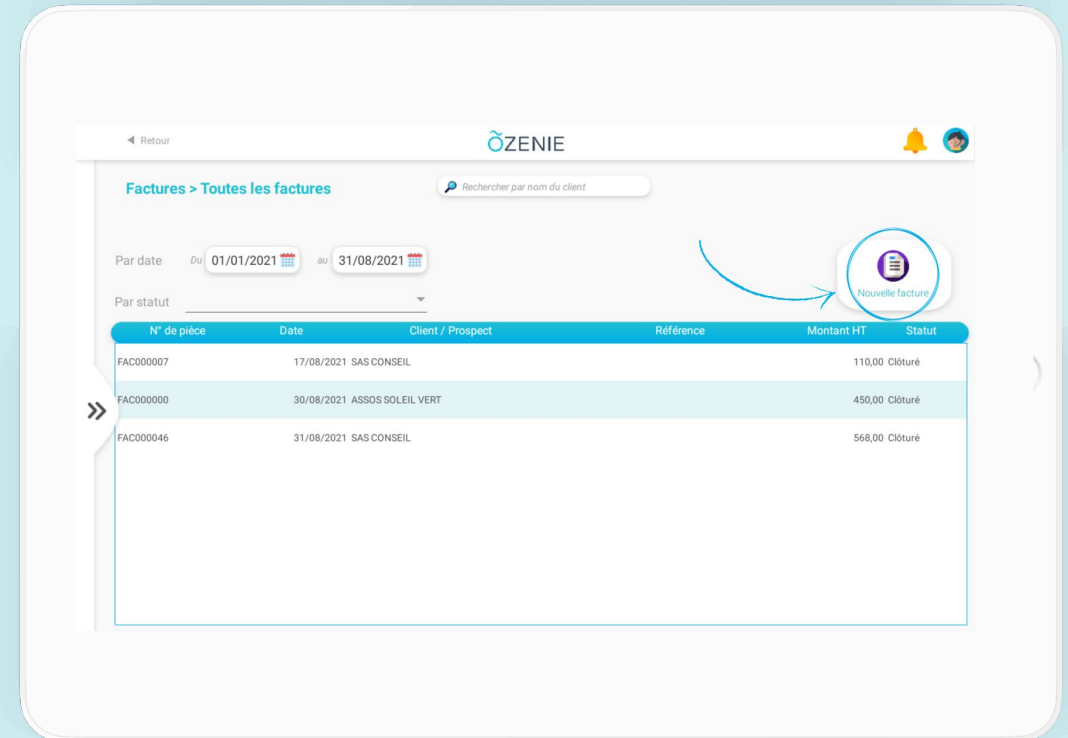 Retour
ÕZENIE
Factures > Toutes les factures
Rechercher par nom du client
Par date Du 01/01/2021 au 31/08/2021
Nouvelle facture
Par statut
N° de pièce Date Client / Prospect Référence Montant HT Statut
FAC000007 17/08/2021 SAS CONSEIL 110,00 Clôturé
FAC000000 30/08/2021 ASSOS SOLEIL VERT 450,00 Clôturé
FAC000046 31/08/2021 SAS CONSEIL 568,00 Clôturé